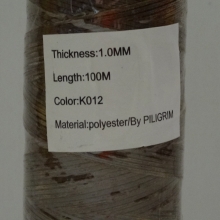 Thickness:1.0MM
Length:100M
Color:K012
Material:polyester/By PILIGRIM